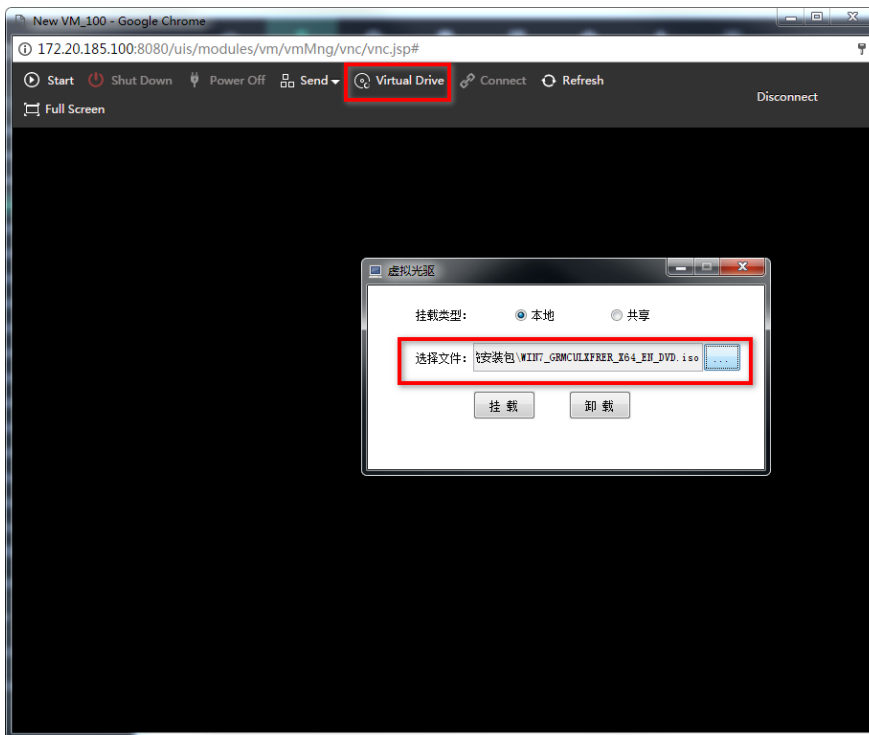 New VM_100 - Google Chrome
172.20.185.100:8080/uis/modules/vm/vmMng/vnc/vnc.jsp#
Start Shut Down Power Off Send Virtual Drive Connect Refresh
Disconnect
Full Screen
虚拟光驱
挂载类型: 本地 共享
选择文件: 安装包\WIN7_GRMCULXFRER_X64_EN_DVD.iso ...
挂 载 卸 载